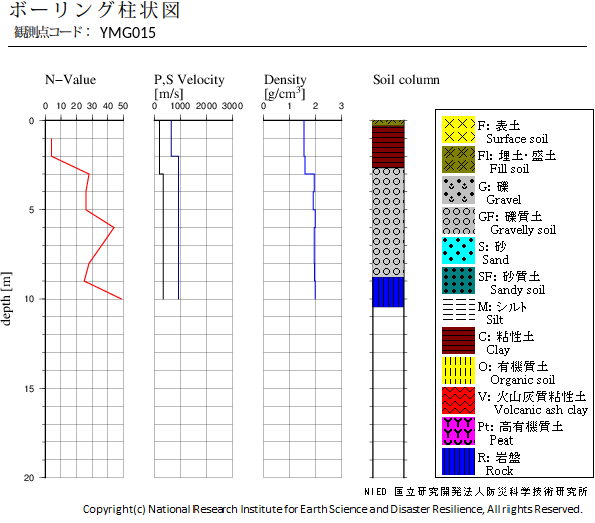 ボーリング柱状図
観測点コード： YMG015
N-Value
P,S Velocity
[m/s]
Density
[g/cm3]
Soil column
0 10 20 30 40 50
0 1000 2000 3000
0 1 2 3
0
5
10
15
20
depth [m]
F: 表土
Surface soil
Fl: 埋土・盛土
Fill soil
G: 礫
Gravel
GF: 礫質土
Gravelly soil
S: 砂
Sand
SF: 砂質土
Sandy soil
M: シルト
Silt
C: 粘性土
Clay
O: 有機質土
Organic soil
V: 火山灰質粘性土
Volcanic ash clay
Pt: 高有機質土
Peat
R: 岩盤
Rock
NIED 国立研究開発法人防災科学技術研究所
Copyright(c) National Research Institute for Earth Science and Disaster Resilience, All rights Reserved.